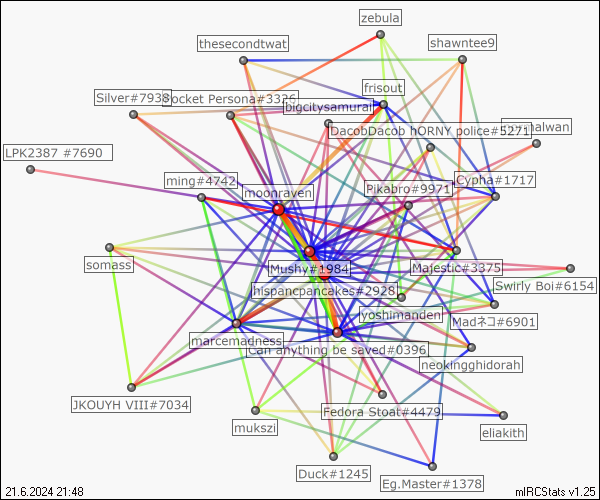 zebula
thesecondtwat
shawntee9
frisout
Silver#7938
Pocket Persona#3326
bigcitysamurai
DacobDacob hORNY police#5271
LPK2387 #7690
ming#4742
moonraven
Pikabro#9971
Cypha#1717
somass
Mushy#1984
Majestic#3375
hispancpancakes#2928
Swirly Boi#6154
yoshimanden
Madネコ#6901
marcemadness
Can anything be saved#0396
neokingghidorah
JKOUYH VIII#7034
Fedora Stoat#4479
mukszi
eliakith
Duck#1245
Eg.Master#1378
21.6.2024 21:48
mIRCStats v1.25